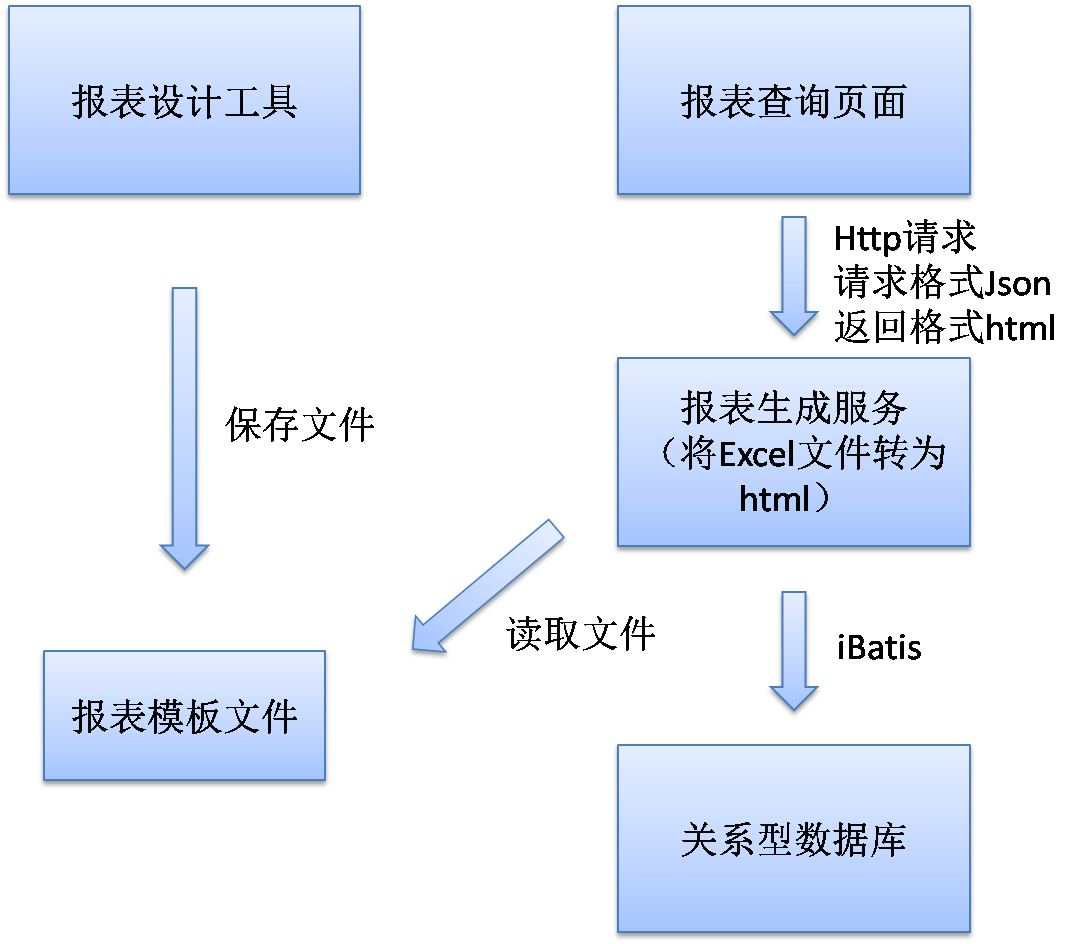 报表设计工具
报表查询页面
Http请求
请求格式Json
返回格式html
报表生成服务
（将Excel文件转为
html）
保存文件
读取文件
iBatis
报表模板文件
关系型数据库